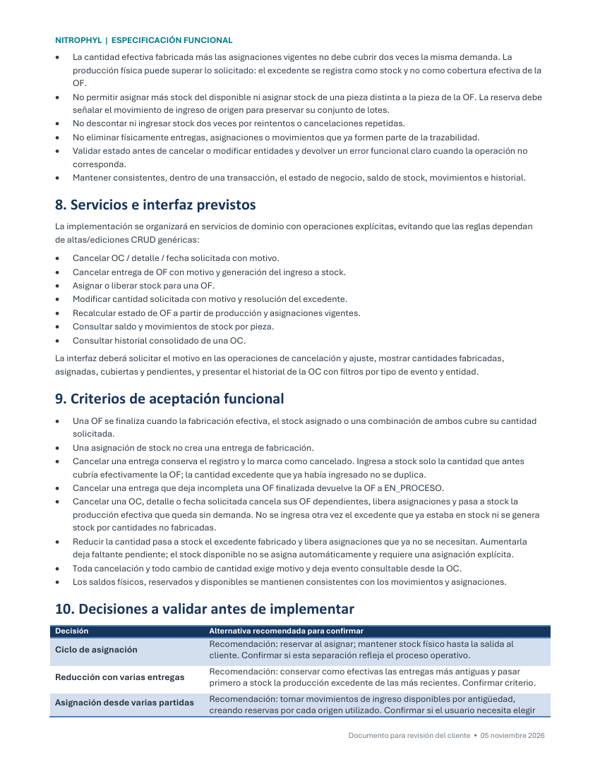 NITROPHYL | ESPECIFICACIÓN FUNCIONAL
• La cantidad efectiva fabricada más las asignaciones vigentes no debe cubrir dos veces la misma demanda. La
producción física puede superar lo solicitado: el excedente se registra como stock y no como cobertura efectiva de la
OF.
• No permitir asignar más stock del disponible ni asignar stock de una pieza distinta a la pieza de la OF. La reserva debe
señalar el movimiento de ingreso de origen para preservar su conjunto de lotes.
• No descontar ni ingresar stock dos veces por reintentos o cancelaciones repetidas.
• No eliminar físicamente entregas, asignaciones o movimientos que ya formen parte de la trazabilidad.
• Validar estado antes de cancelar o modificar entidades y devolver un error funcional claro cuando la operación no
corresponda.
• Mantener consistentes, dentro de una transacción, el estado de negocio, saldo de stock, movimientos e historial.
8. Servicios e interfaz previstos
La implementación se organizará en servicios de dominio con operaciones explícitas, evitando que las reglas dependan
de altas/ediciones CRUD genéricas:
• Cancelar OC / detalle / fecha solicitada con motivo.
• Cancelar entrega de OF con motivo y generación del ingreso a stock.
• Asignar o liberar stock para una OF.
• Modificar cantidad solicitada con motivo y resolución del excedente.
• Recalcular estado de OF a partir de producción y asignaciones vigentes.
• Consultar saldo y movimientos de stock por pieza.
• Consultar historial consolidado de una OC.
La interfaz deberá solicitar el motivo en las operaciones de cancelación y ajuste, mostrar cantidades fabricadas,
asignadas, cubiertas y pendientes, y presentar el historial de la OC con filtros por tipo de evento y entidad.
9. Criterios de aceptación funcional
• Una OF se finaliza cuando la fabricación efectiva, el stock asignado o una combinación de ambos cubre su cantidad
solicitada.
• Una asignación de stock no crea una entrega de fabricación.
• Cancelar una entrega conserva el registro y lo marca como cancelado. Ingresa a stock solo la cantidad que antes
cubría efectivamente la OF; la cantidad excedente que ya había ingresado no se duplica.
• Cancelar una entrega que deja incompleta una OF finalizada devuelve la OF a EN_PROCESO.
• Cancelar una OC, detalle o fecha solicitada cancela sus OF dependientes, libera asignaciones y pasa a stock la
producción efectiva que queda sin demanda. No se ingresa otra vez el excedente que ya estaba en stock ni se genera
stock por cantidades no fabricadas.
• Reducir la cantidad pasa a stock el excedente fabricado y libera asignaciones que ya no se necesitan. Aumentarla
deja faltante pendiente; el stock disponible no se asigna automáticamente y requiere una asignación explícita.
• Toda cancelación y todo cambio de cantidad exige motivo y deja evento consultable desde la OC.
• Los saldos físicos, reservados y disponibles se mantienen consistentes con los movimientos y asignaciones.
10. Decisiones a validar antes de implementar
Decisión Alternativa recomendada para confirmar
Ciclo de asignación Recomendación: reservar al asignar; mantener stock físico hasta la salida al
cliente. Confirmar si esta separación refleja el proceso operativo.
Reducción con varias entregas Recomendación: conservar como efectivas las entregas más antiguas y pasar
primero a stock la producción excedente de las más recientes. Confirmar criterio.
Asignación desde varias partidas Recomendación: tomar movimientos de ingreso disponibles por antigüedad,
creando reservas por cada origen utilizado. Confirmar si el usuario necesita elegir
Documento para revisión del cliente • 05 noviembre 2026